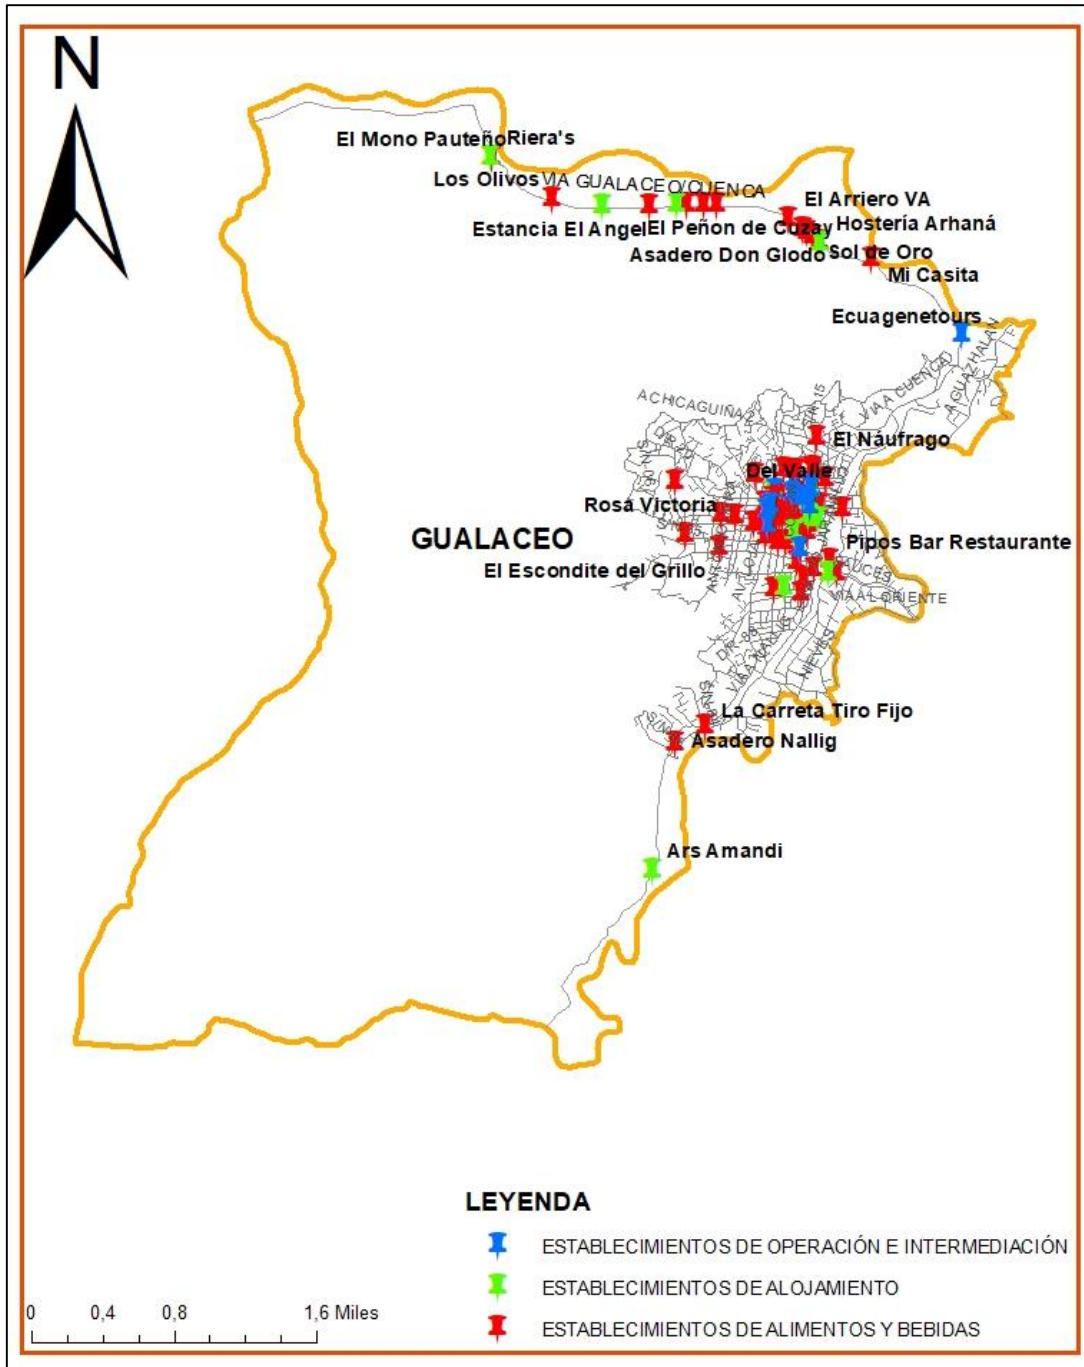 N
El Mono Pauteño Riera's
Los Olivos VIA GUALACEO/CUENCA
El Arriero VA
Estancia El Angel El Peñon de Cuzay Hostería Arhaná
Asadero Don Glodo Sol de Oro
Mi Casita
Ecuagenetours
AGUAZHALAN
VIA A CUENCA
ACHICAGUIÑA
El Náufrago
Del Valle
Rosa Victoria
GUALACEO
Pipos Bar Restaurante
El Escondite del Grillo
VIA AL ORIENTE
NIEVES
La Carreta Tiro Fijo
Asadero Nallig
Ars Amandi
LEYENDA
ESTABLECIMIENTOS DE OPERACIÓN E INTERMEDIACIÓN
ESTABLECIMIENTOS DE ALOJAMIENTO
ESTABLECIMIENTOS DE ALIMENTOS Y BEBIDAS
0 0,4 0,8 1,6 Miles